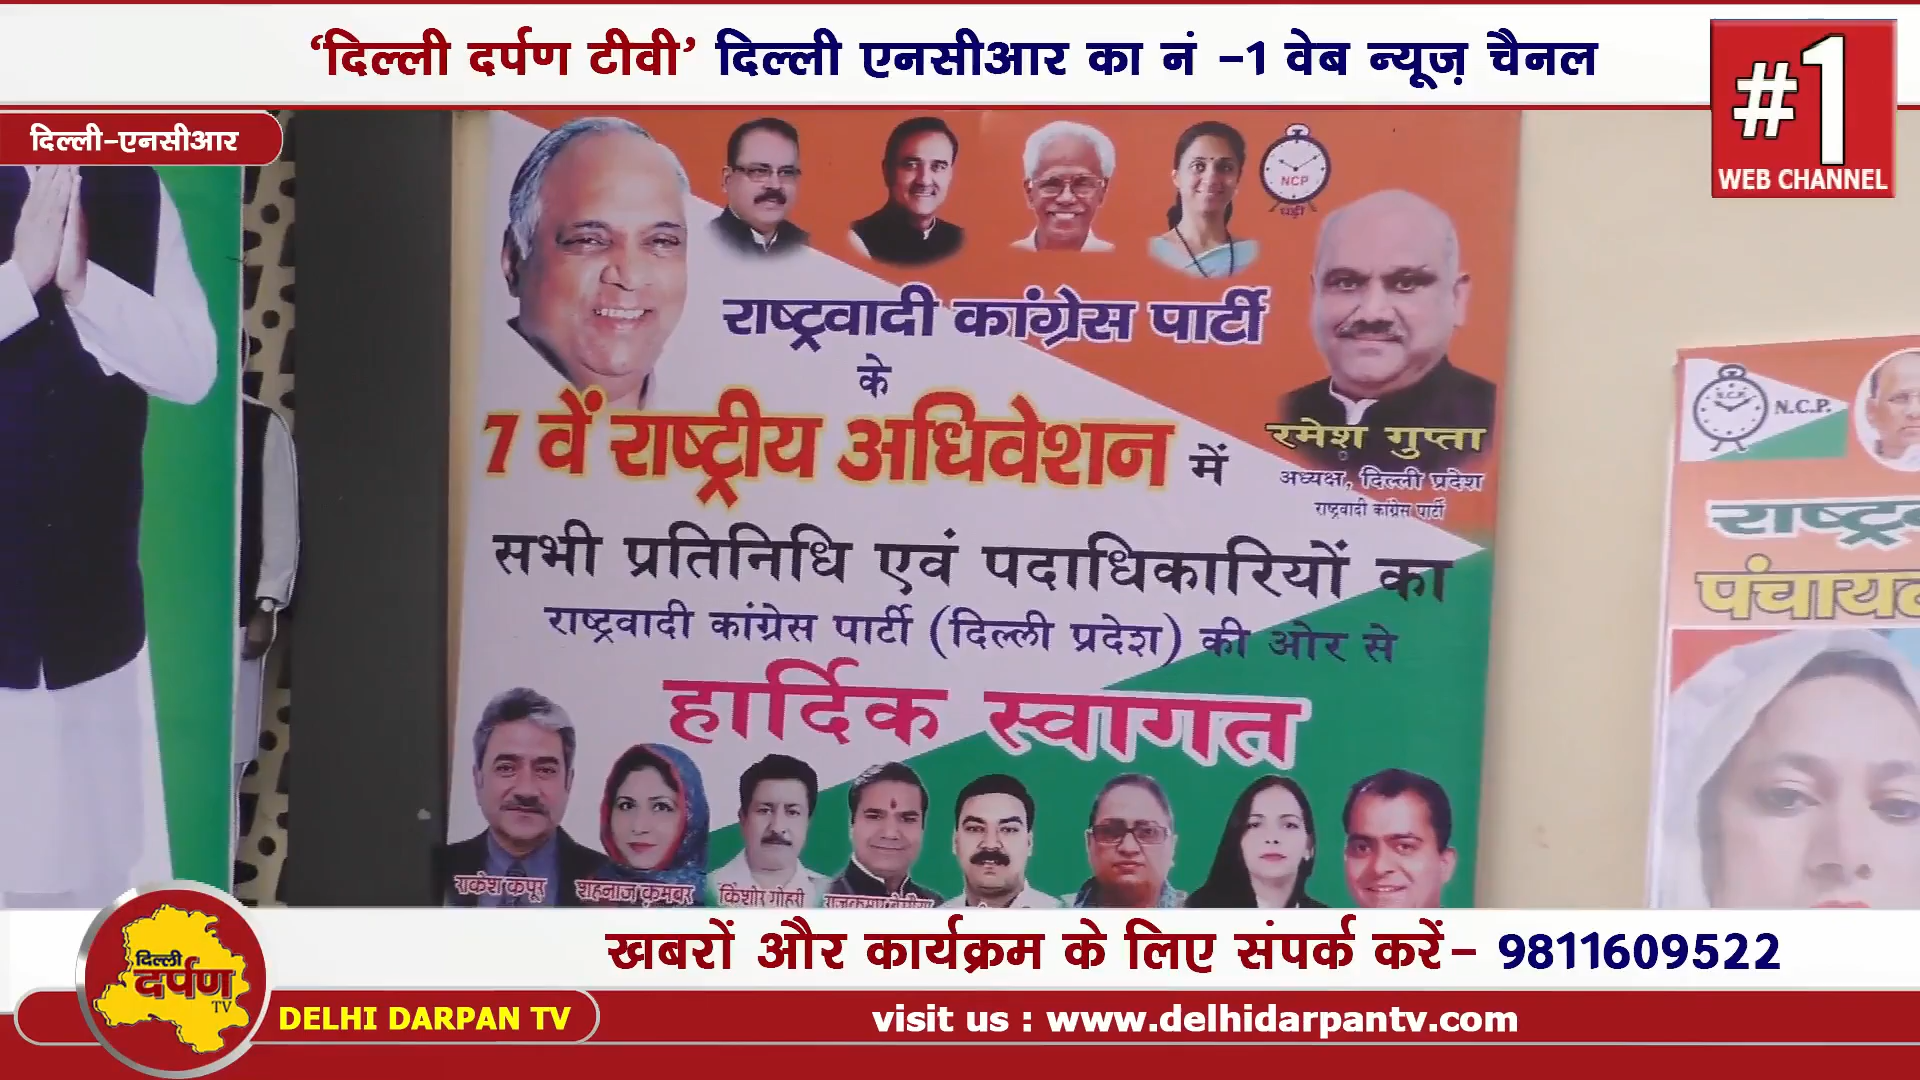 ‘दिल्ली दर्पण टीवी’ दिल्ली एनसीआर का नं -1 वेब न्यूज़ चैनल
#1
WEB CHANNEL
दिल्ली-एनसीआर
NCP
घड़ी
राष्ट्रवादी कांग्रेस पार्टी
के
7 वें राष्ट्रीय अधिवेशन में
रमेश गुप्ता
अध्यक्ष, दिल्ली प्रदेश
राष्ट्रवादी कांग्रेस पार्टी
सभी प्रतिनिधि एवं पदाधिकारियों का
राष्ट्रवादी कांग्रेस पार्टी (दिल्ली प्रदेश) की ओर से
हार्दिक स्वागत
राकेश कपूर
शहनाज कमबर
किशोर गोहरी
N.C.P.
खबरों और कार्यक्रम के लिए संपर्क करें- 9811609522
दिल्ली
दर्पण
TV
DELHI DARPAN TV
visit us : www.delhidarpantv.com